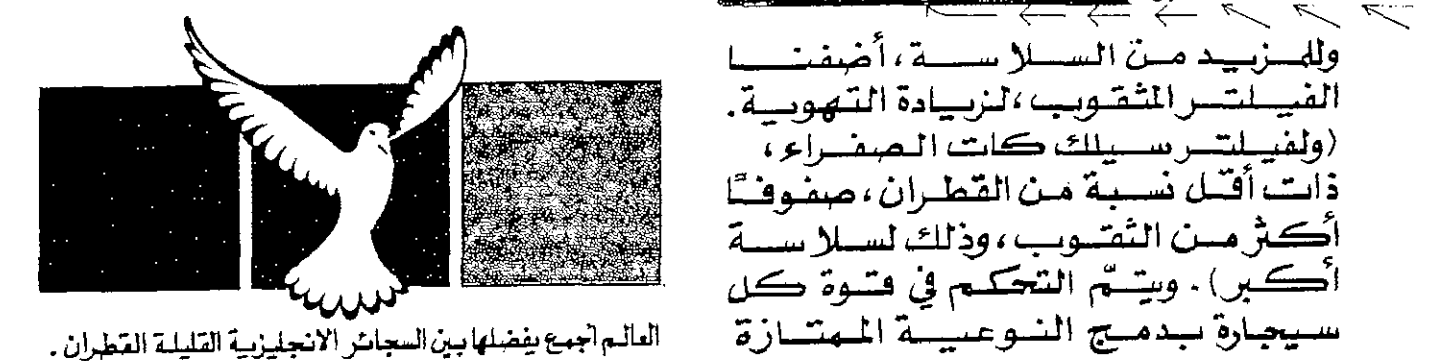 وللمزيد من السلاسة، أضفنا
الفيلتر المثقوب، لزيادة التهوية.
(ولفيلتر سيلك كات الصفراء،
ذات أقل نسبة من القطران، صفوفًا
أكثر من الثقوب، وذلك لسلاسة
أكبر). ويتمّ التحكم في قوة كل
سيجارة بدمج النوعية الممتازة
العالم أجمع يفضلها بين السجائر الانجليزية القليلة القطران.